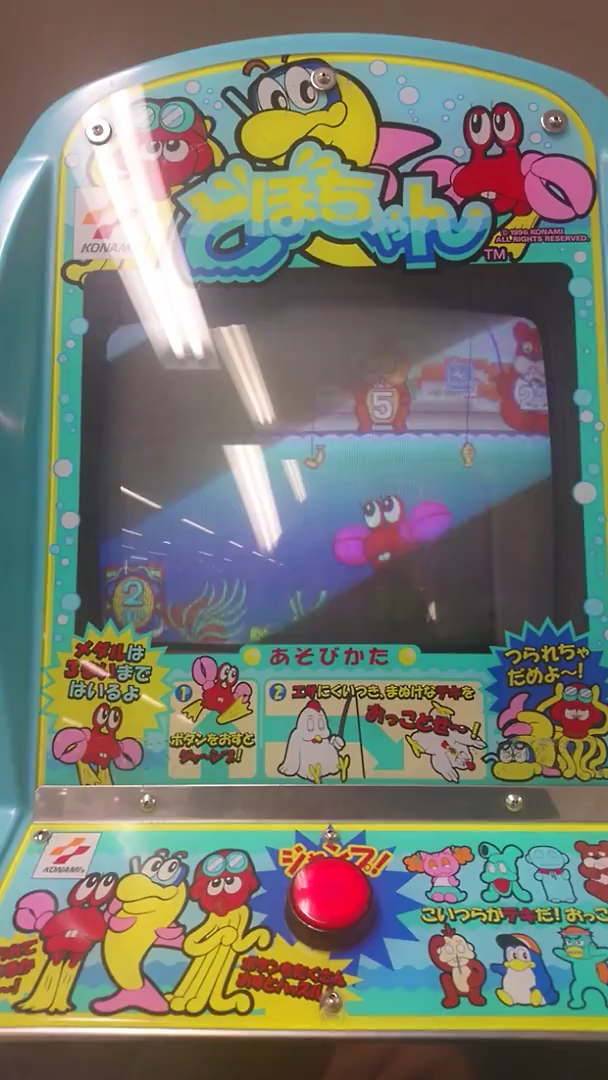 どぼちゃん
TM
KONAMI
© 1996 KONAMI
ALL RIGHTS RESERVED
5
2
メダルは
まで
はいるよ
あそびかた
つられちゃ
だめよ〜!
1
ボタンをおすと
ジャーンプ!
2 エサにくいつき、まぬけなテキを
おっことせ〜!
KONAMI
ジャンプ!
こいつらがテキだ! おっこ